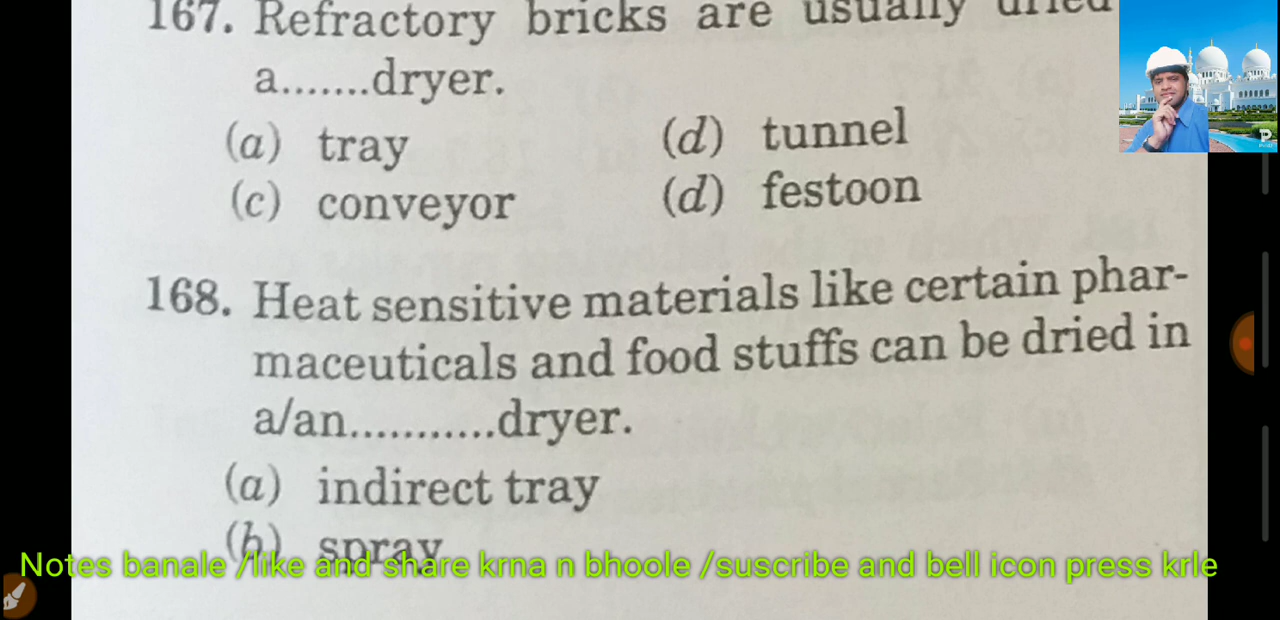 167. Refractory bricks are usually dried
a.......dryer.
(a) tray (d) tunnel
(c) conveyor (d) festoon
168. Heat sensitive materials like certain phar-
maceuticals and food stuffs can be dried in
a/an...........dryer.
(a) indirect tray
(b) spray
Notes banale /like and share krna n bhoole /suscribe and bell icon press krle